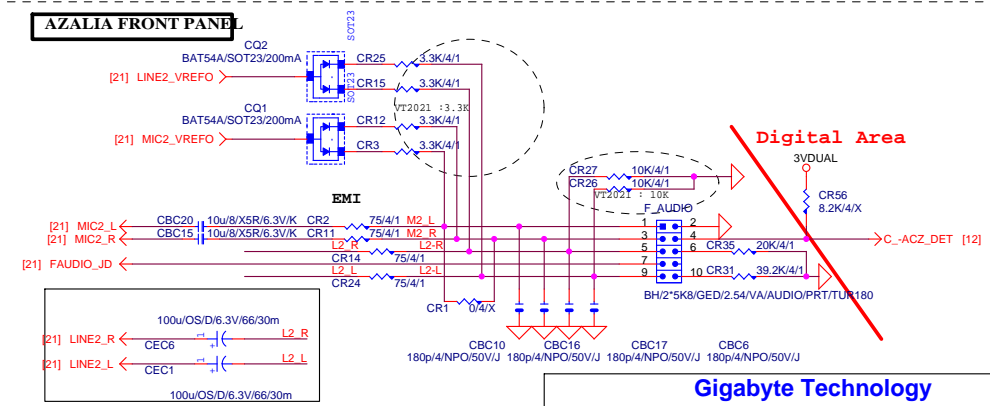 AZALIA FRONT PANEL
SOT23
CQ2
BAT54A/SOT23/200mA
CR25
3.3K/4/1
[21] LINE2_VREFO
CR15
3.3K/4/1
SOT23
VT2021 :3.3K
CQ1
BAT54A/SOT23/200mA
CR12
3.3K/4/1
[21] MIC2_VREFO
CR3
3.3K/4/1
Digital Area
3VDUAL
CR27
10K/4/1
CR26
10K/4/1
VT2021 : 10K
CR56
8.2K/4/X
EMI
F_AUDIO
[21] MIC2_L
CBC20
10u/8/X5R/6.3V/K
CR2
75/4/1
M2_L
1
2
[21] MIC2_R
CBC15
10u/8/X5R/6.3V/K
CR11
75/4/1
M2_R
3
4
C_-ACZ_DET [12]
L2_R
L2-R
5
6
CR35
20K/4/1
CR14
75/4/1
[21] FAUDIO_JD
7
8
L2_L
L2-L
9
10
CR31
39.2K/4/1
CR24
75/4/1
BH/2*5K8/GED/2.54/VA/AUDIO/PRT/TUR180
CR1
0/4/X
100u/OS/D/6.3V/66/30m
[21] LINE2_R
1
L2_R
CEC6
[21] LINE2_L
1
L2_L
CEC1
100u/OS/D/6.3V/66/30m
CBC10
CBC16
CBC17
CBC6
180p/4/NPO/50V/J
180p/4/NPO/50V/J
180p/4/NPO/50V/J
180p/4/NPO/50V/J
Gigabyte Technology